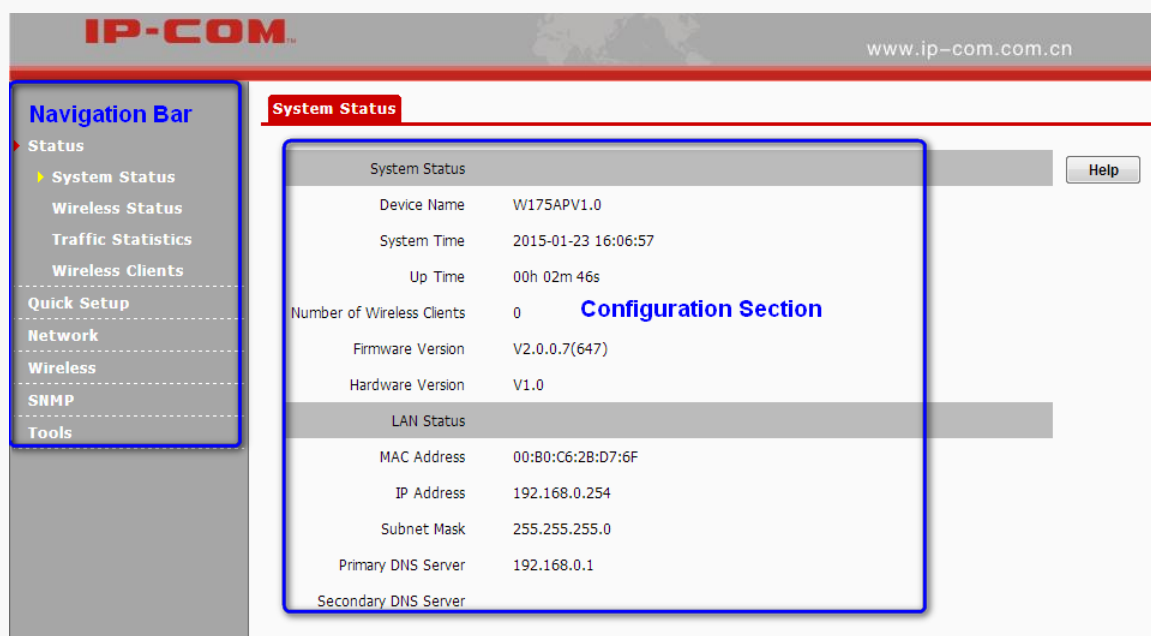 IP-COM™
www.ip-com.com.cn
Navigation Bar
Status
System Status
Wireless Status
Traffic Statistics
Wireless Clients
Quick Setup
Network
Wireless
SNMP
Tools
System Status
System Status
Help
Device Name W175APV1.0
System Time 2015-01-23 16:06:57
Up Time 00h 02m 46s
Number of Wireless Clients 0
Configuration Section
Firmware Version V2.0.0.7(647)
Hardware Version V1.0
LAN Status
MAC Address 00:B0:C6:2B:D7:6F
IP Address 192.168.0.254
Subnet Mask 255.255.255.0
Primary DNS Server 192.168.0.1
Secondary DNS Server